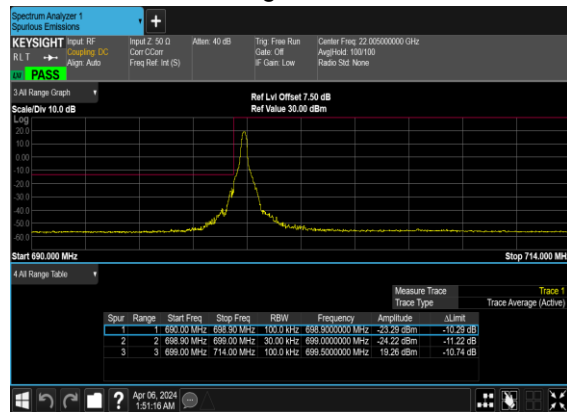 Spectrum Analyzer 1
Spurious Emissions
+
KEYSIGHT Input: RF Input Z: 50 Ω Atten: 40 dB Trig: Free Run Center Freq: 22.005000000 GHz
RLT Coupling: DC Corr CCorr Gate: Off Avg|Hold: 100/100
Align: Auto Freq Ref: Int (S) IF Gain: Low Radio Std: None
LW PASS
3 All Range Graph
Ref Lvl Offset 7.50 dB
Scale/Div 10.0 dB Ref Value 30.00 dBm
Log
20.0
10.0
0.00
-10.0
-20.0
-30.0
-40.0
-50.0
-60.0
Start 690.000 MHz Stop 714.000 MH
4 All Range Table
Measure Trace Trace 1
Trace Type Trace Average (Active)
Spur Range Start Freq Stop Freq RBW Frequency Amplitude ΔLimit
1 1 690.00 MHz 698.90 MHz 100.0 kHz 698.9000000 MHz -23.29 dBm -10.29 dB
2 2 698.90 MHz 699.00 MHz 30.00 kHz 699.0000000 MHz -24.22 dBm -11.22 dB
3 3 699.00 MHz 714.00 MHz 100.0 kHz 699.5000000 MHz 19.26 dBm -10.74 dB
? Apr 06, 2024
1:51:16 AM